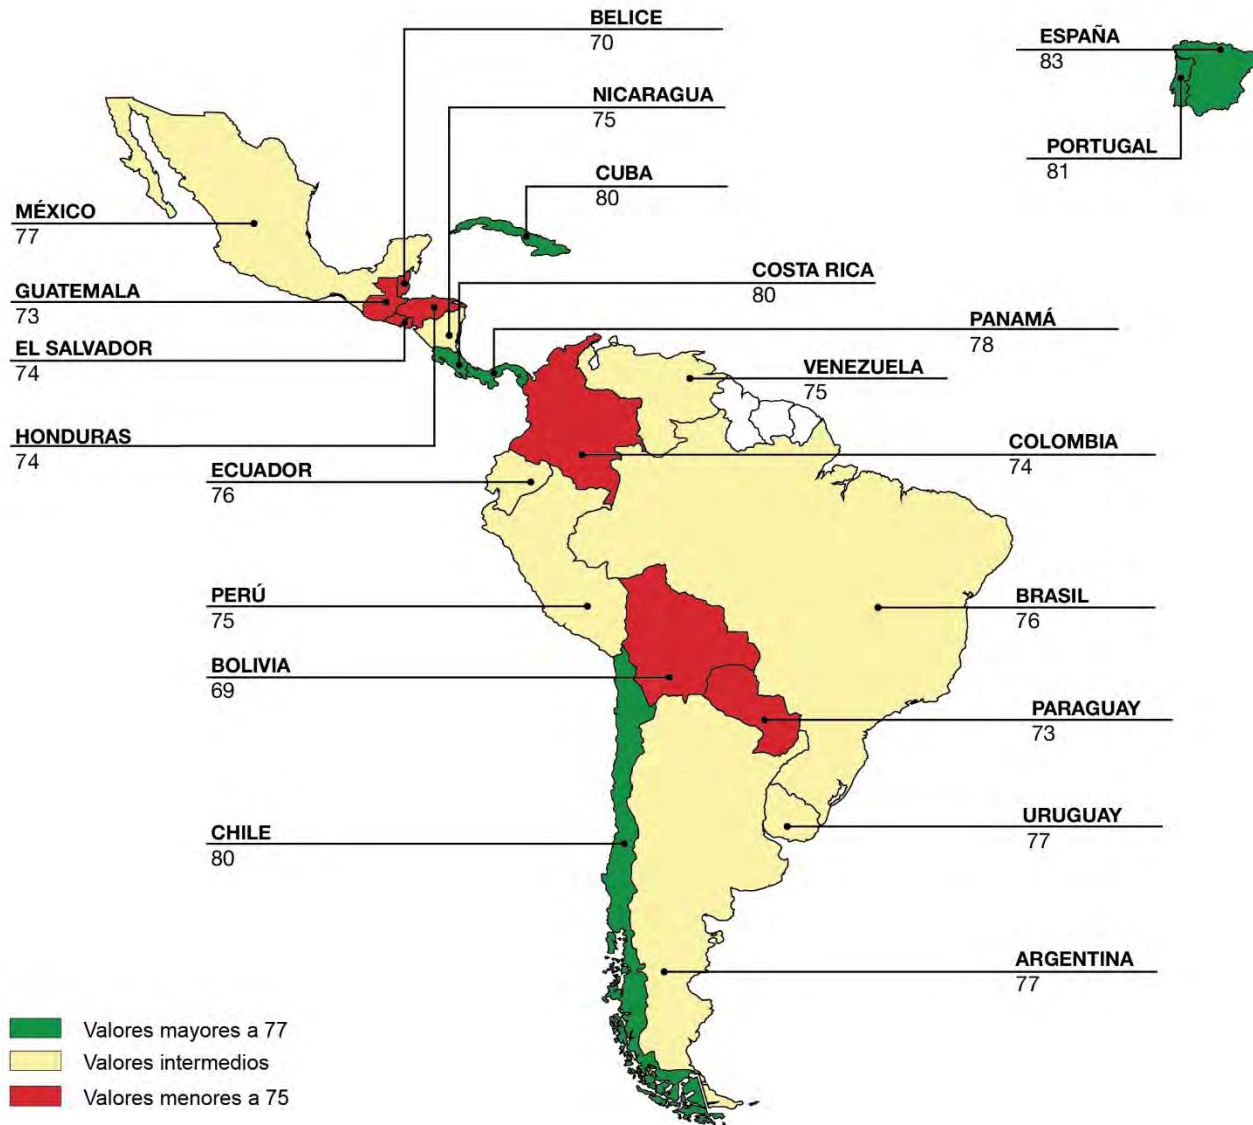 BELICE
70
ESPAÑA
83
NICARAGUA
75
PORTUGAL
81
CUBA
80
MÉXICO
77
COSTA RICA
80
GUATEMALA
73
PANAMÁ
78
EL SALVADOR
74
VENEZUELA
75
HONDURAS
74
COLOMBIA
74
ECUADOR
76
PERÚ
75
BRASIL
76
BOLIVIA
69
PARAGUAY
73
URUGUAY
77
CHILE
80
ARGENTINA
77
Valores mayores a 77
Valores intermedios
Valores menores a 75